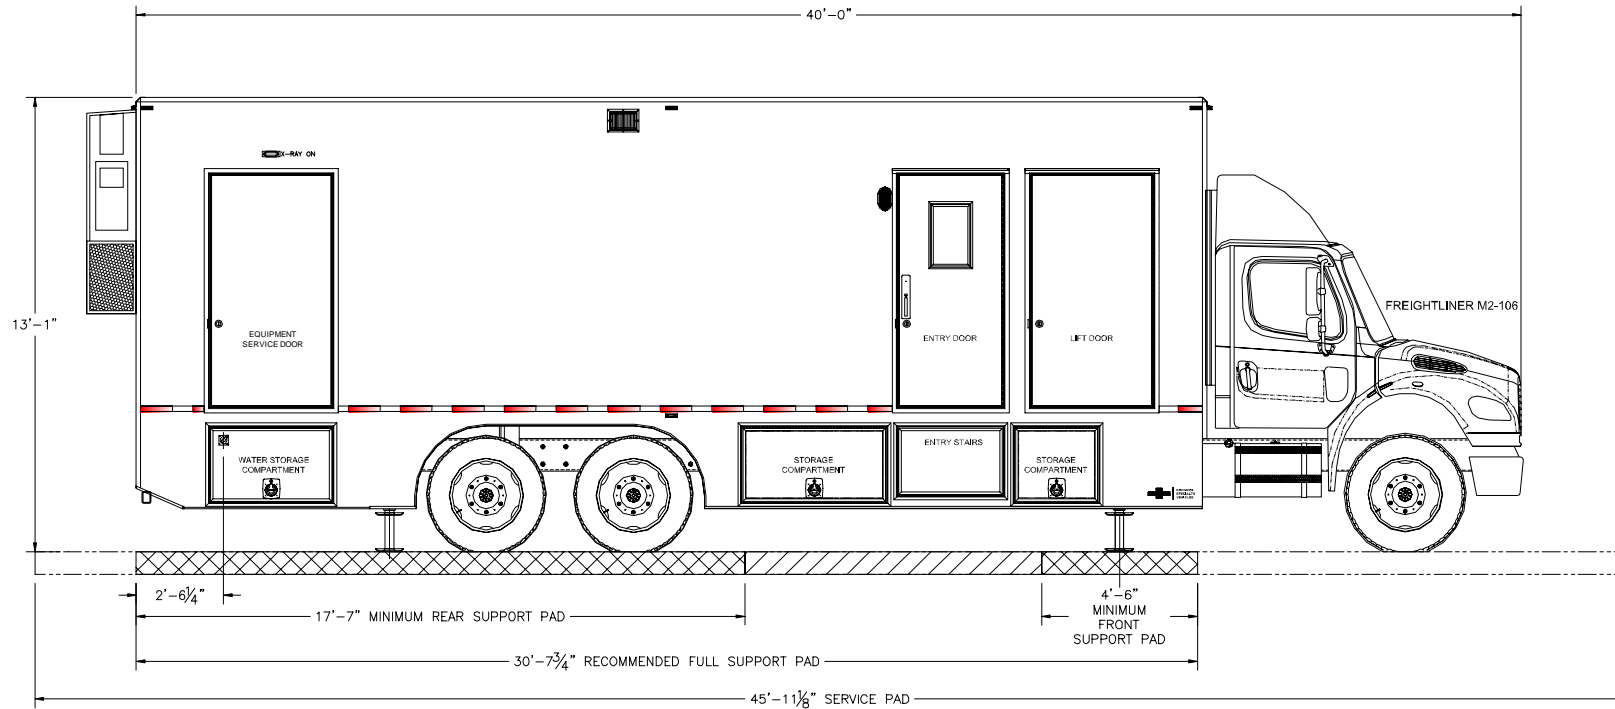 40'-0"
X-RAY ON
FREIGHTLINER M2-106
13'-1"
EQUIPMENT
SERVICE DOOR
ENTRY DOOR
LIFT DOOR
WATER STORAGE
COMPARTMENT
STORAGE
COMPARTMENT
ENTRY STAIRS
STORAGE
COMPARTMENT
SPECIALTY
VEHICLES
2'-6¼"
17'-7" MINIMUM REAR SUPPORT PAD
4'-6"
MINIMUM
FRONT
SUPPORT PAD
30'-7¾" RECOMMENDED FULL SUPPORT PAD
45'-11⅛" SERVICE PAD